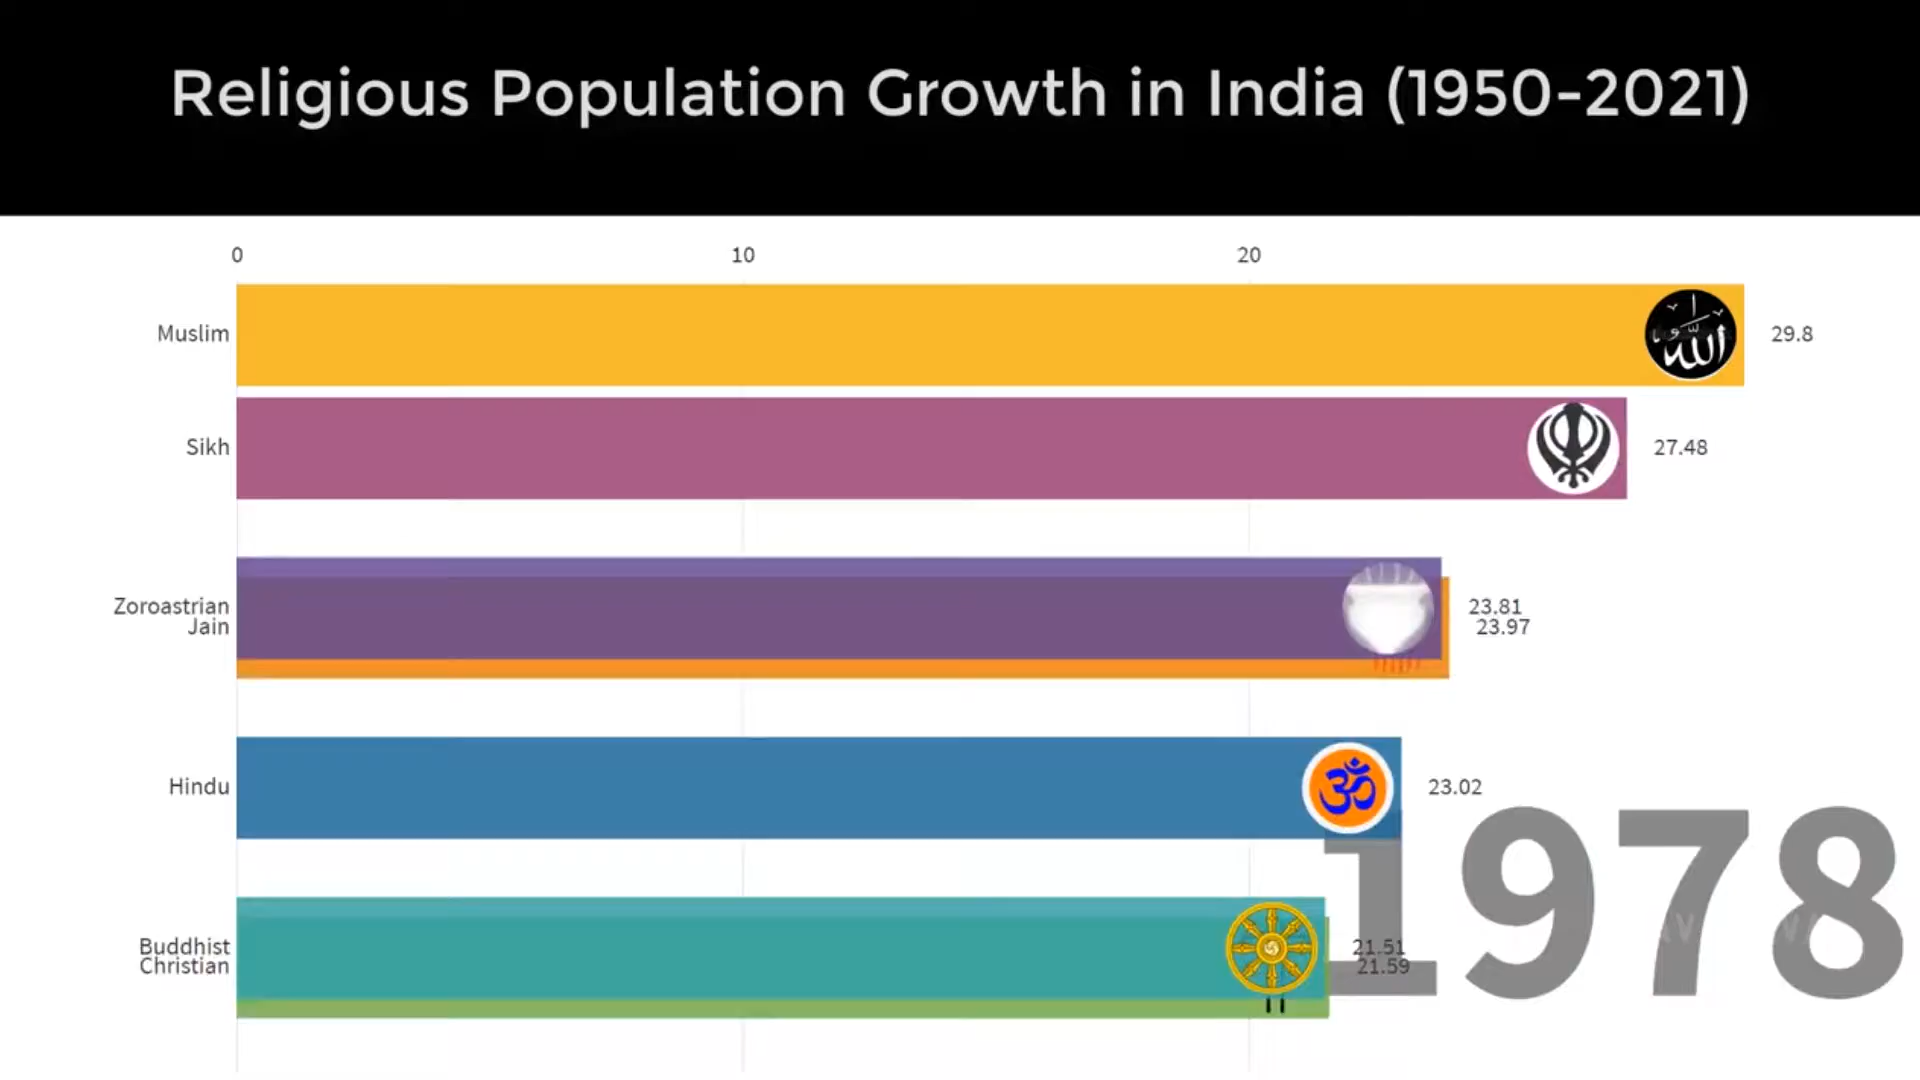 Religious Population Growth in India (1950-2021)
0 10 20
Muslim 29.8
Sikh 27.48
Zoroastrian 23.81
Jain 23.97
Hindu 23.02
Buddhist 21.51
Christian 21.59
1978
الله
ॐ